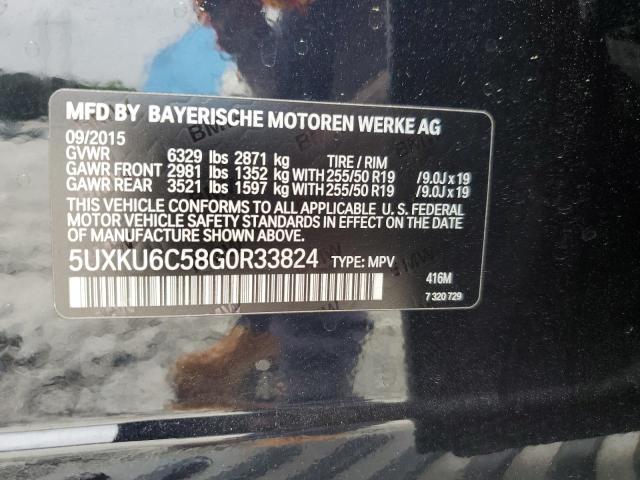 MFD BY BAYERISCHE MOTOREN WERKE AG
09/2015
GVWR 6329 lbs 2871 kg TIRE / RIM
GAWR FRONT 2981 lbs 1352 kg WITH 255/50 R19 /9.0J x 19
GAWR REAR 3521 lbs 1597 kg WITH 255/50 R19 /9.0J x 19
THIS VEHICLE CONFORMS TO ALL APPLICABLE U. S. FEDERAL
MOTOR VEHICLE SAFETY STANDARDS IN EFFECT ON THE DATE OF
MANUFACTURE SHOWN ABOVE.
5UXKU6C58G0R33824 TYPE: MPV
416M
7 320 729